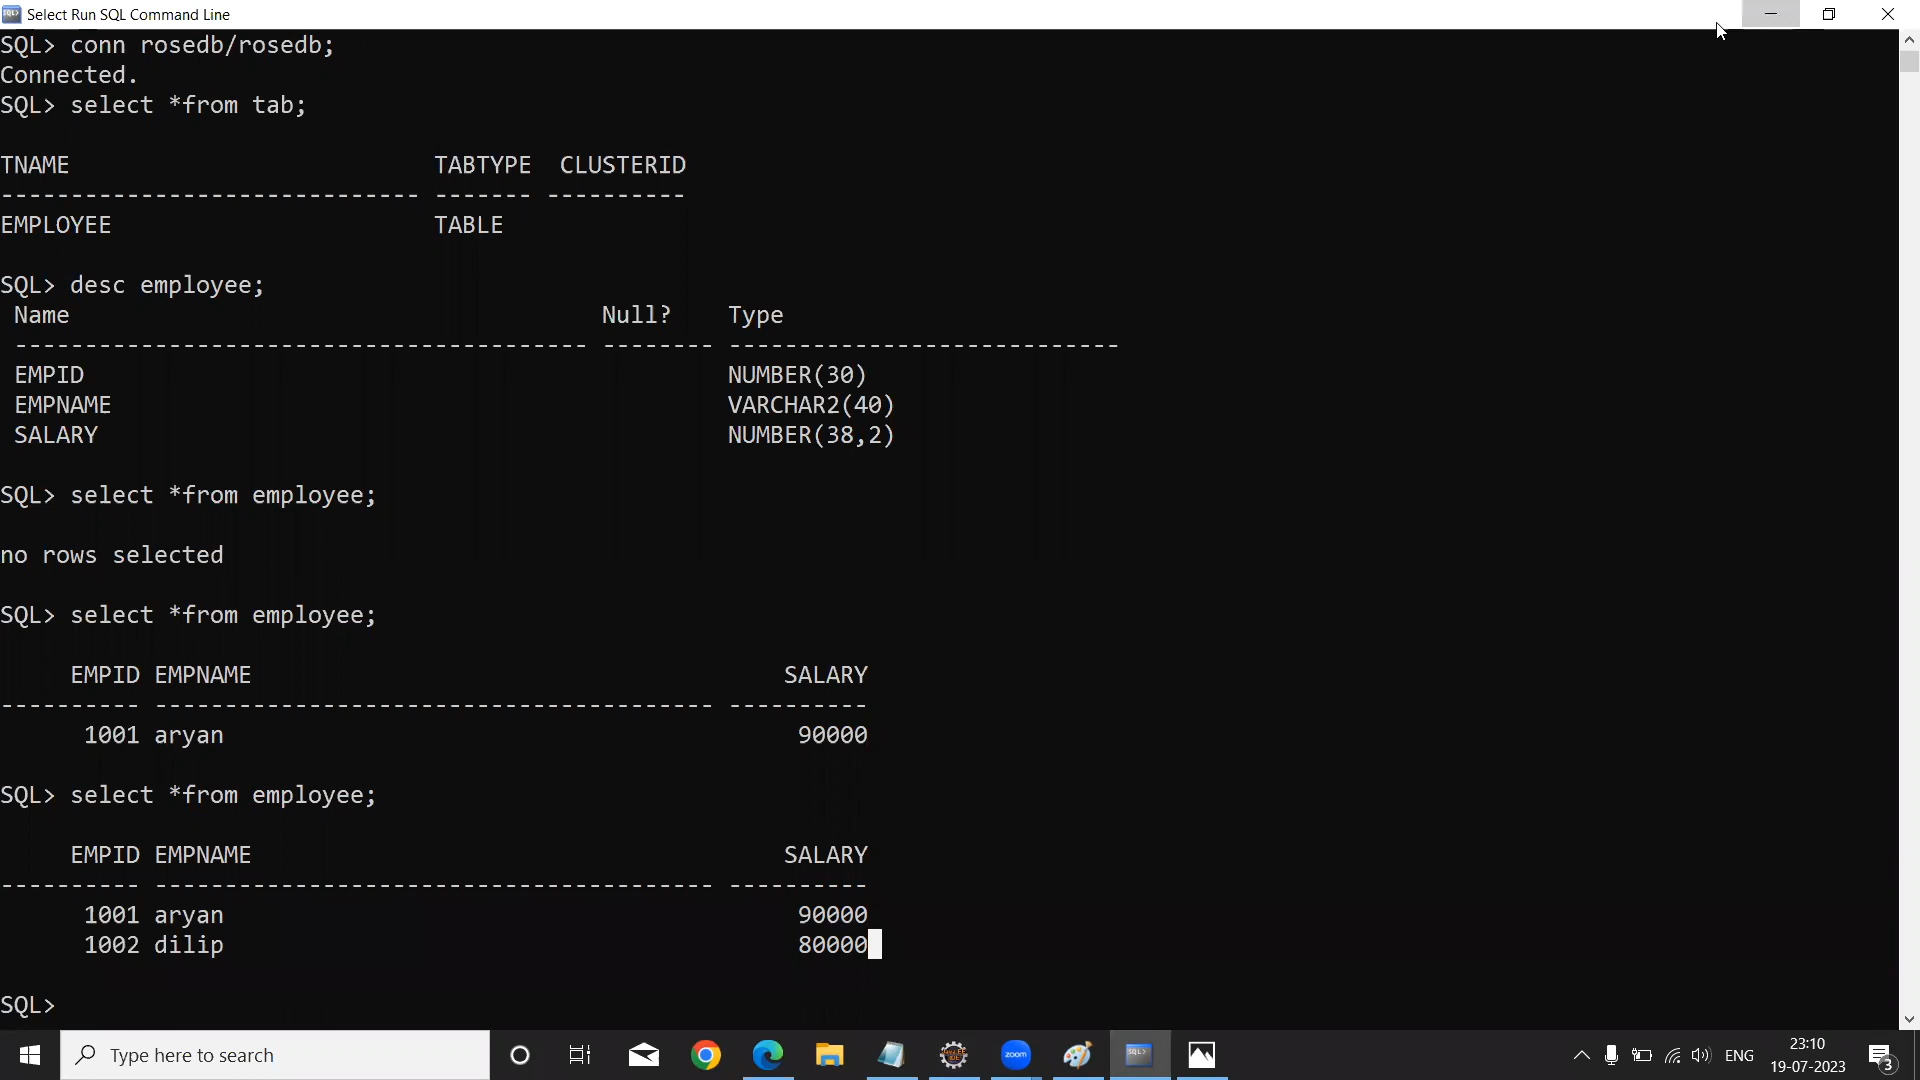 Select Run SQL Command Line
SQL> conn rosedb/rosedb;
Connected.
SQL> select *from tab;
TNAME                          TABTYPE  CLUSTERID
------------------------------ ------- ----------
EMPLOYEE                       TABLE
SQL> desc employee;
 Name                                      Null?    Type
 ----------------------------------------- -------- ----------------------------
 EMPID                                              NUMBER(30)
 EMPNAME                                            VARCHAR2(40)
 SALARY                                             NUMBER(38,2)
SQL> select *from employee;
no rows selected
SQL> select *from employee;
     EMPID EMPNAME                                      SALARY
---------- ---------------------------------------- ----------
      1001 aryan                                         90000
SQL> select *from employee;
     EMPID EMPNAME                                      SALARY
---------- ---------------------------------------- ----------
      1001 aryan                                         90000
      1002 dilip                                         80000
SQL>
Type here to search
zoom
SQL>
ENG
23:10
19-07-2023
3